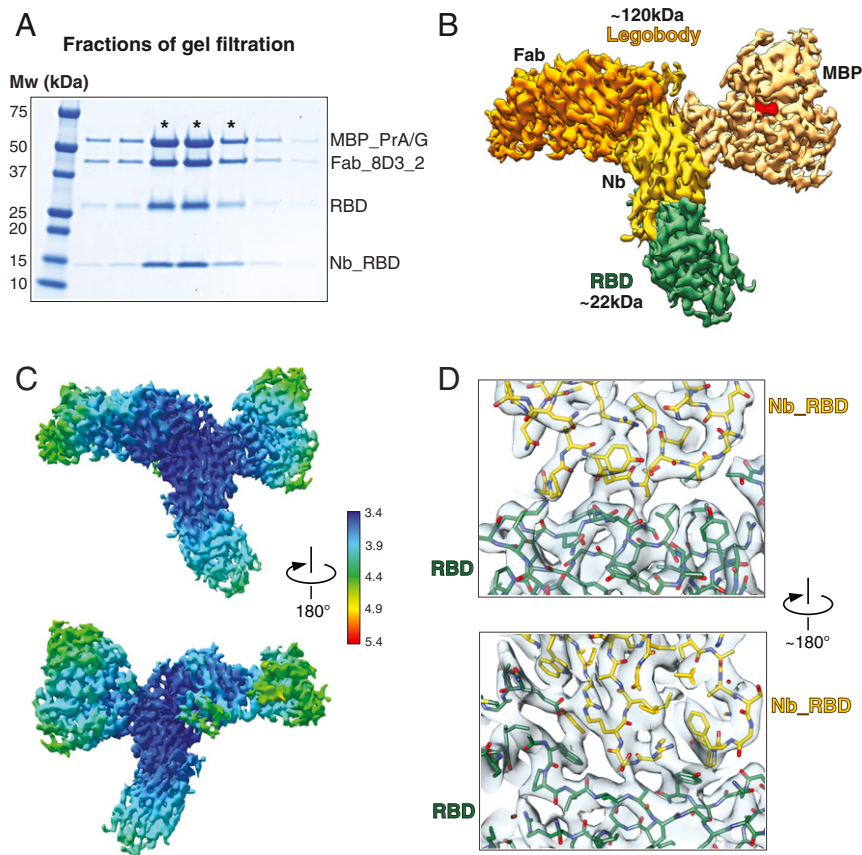 A
Fractions of gel filtration
Mw (kDa)
75
50
37
25
20
15
10
* * *
MBP_PrA/G
Fab_8D3_2
RBD
Nb_RBD
B
~120kDa
Legobody
Fab
MBP
Nb
RBD
~22kDa
C
3.4
3.9
4.4
4.9
5.4
180°
D
Nb_RBD
RBD
~180°
Nb_RBD
RBD